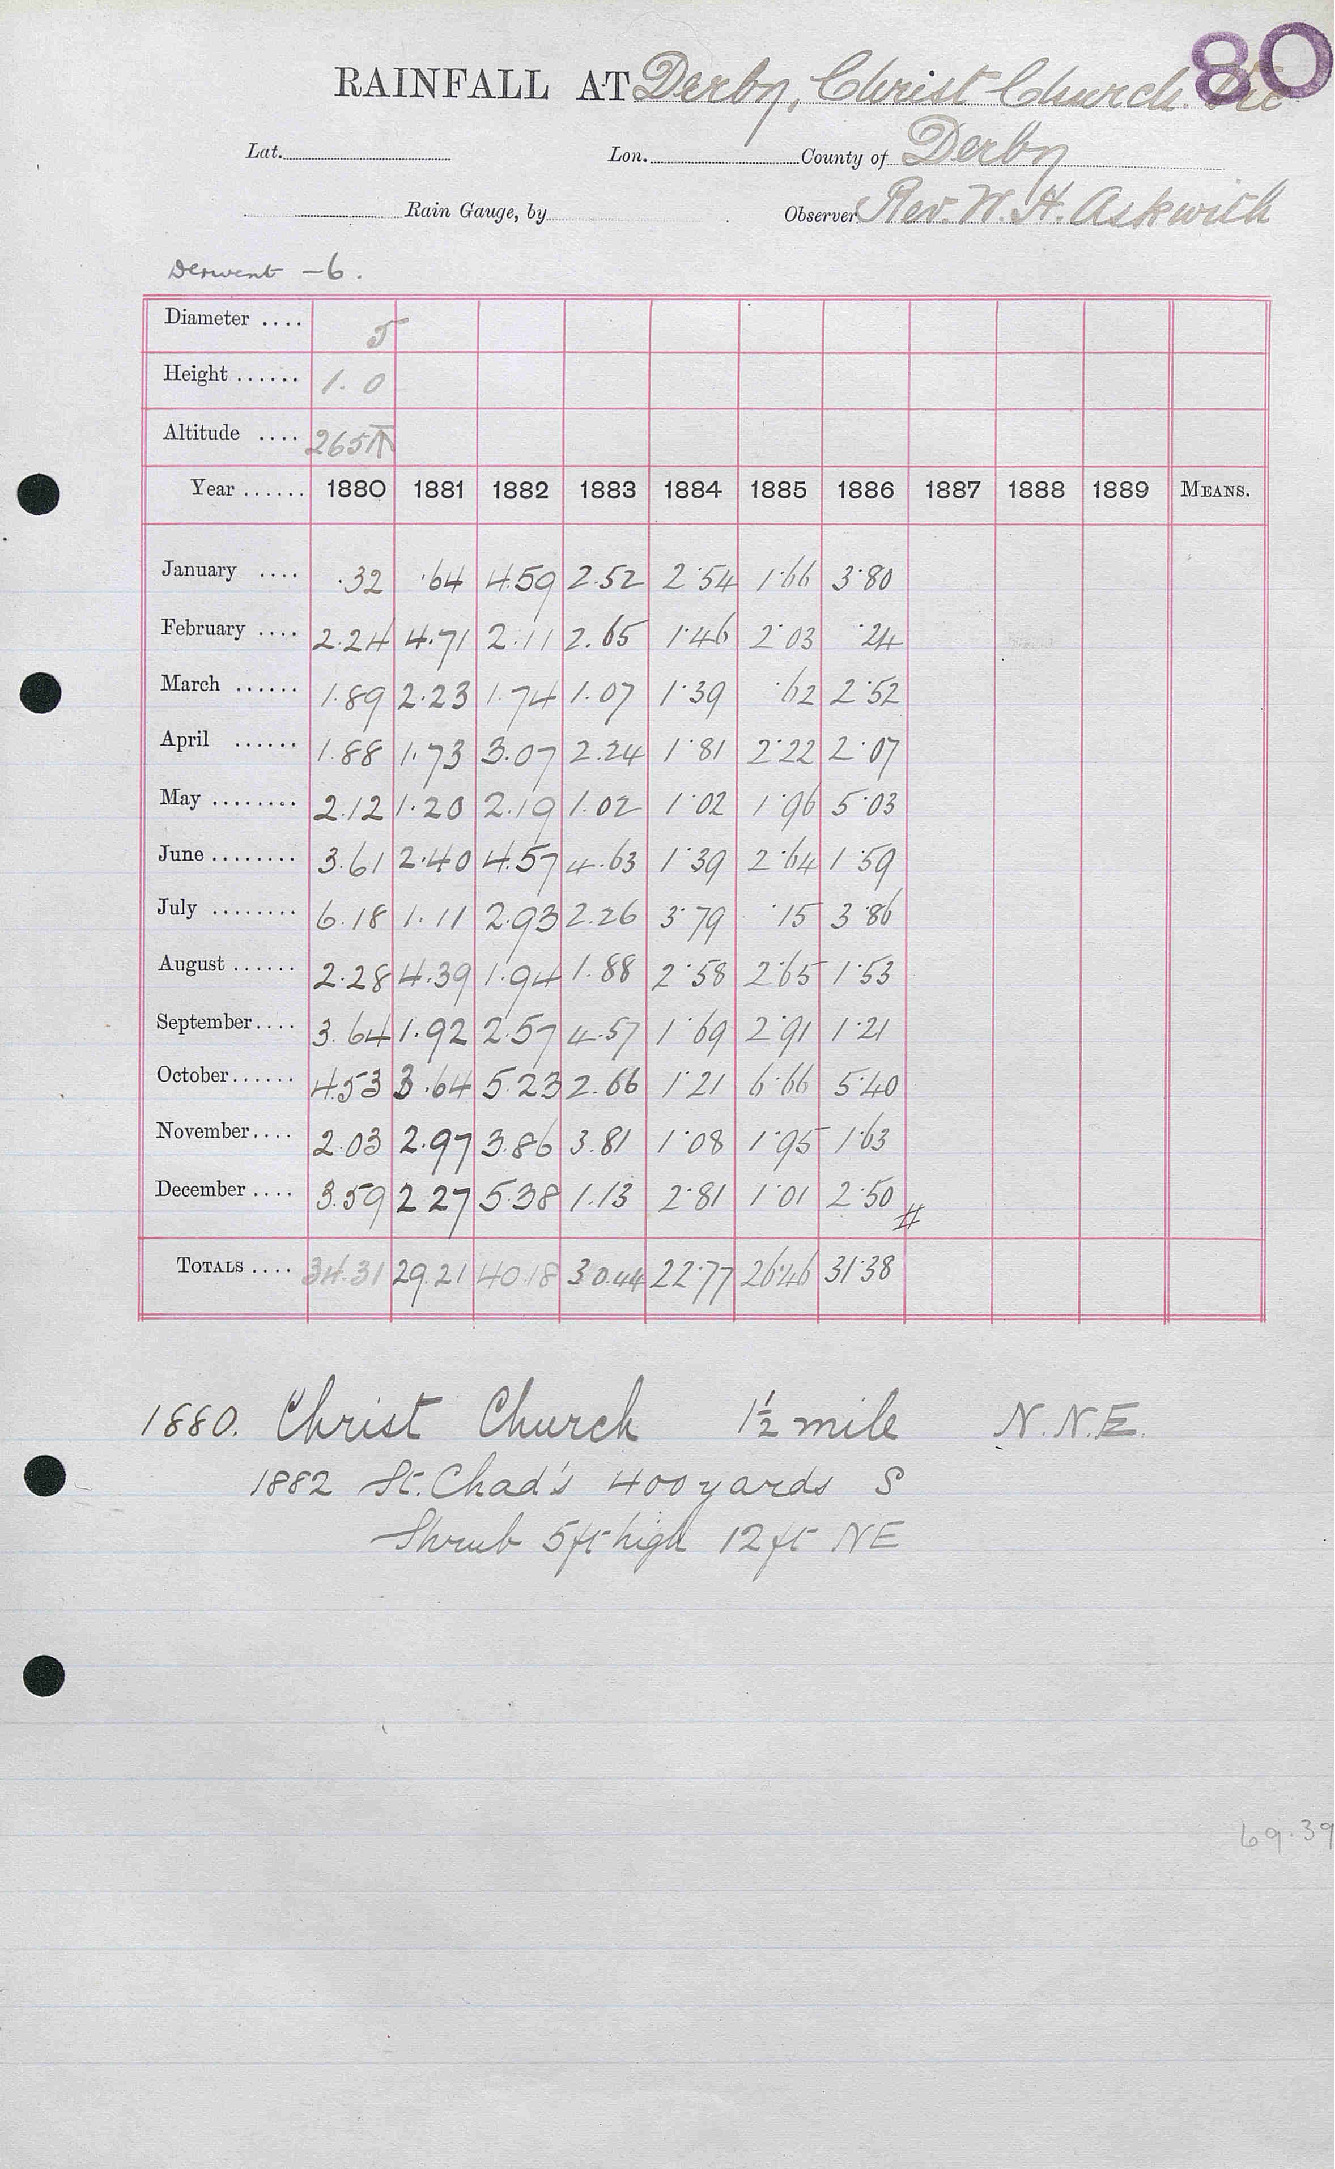 80
RAINFALL AT Derby, Christ Church Vic
Lat. Lon. County of Derby
Rain Gauge, by Observer Rev. W. H. Askwith
Derwent - 6.
Diameter .... 5
Height ...... 1.0
Altitude .... 265
Year ...... 1880 1881 1882 1883 1884 1885 1886 1887 1888 1889 MEANS.
January .... .32 .64 4.59 2.52 2.54 1.66 3.80
February .... 2.24 4.71 2.11 2.65 1.46 2.03 .24
March ...... 1.89 2.23 1.74 1.07 1.39 .62 2.52
April ...... 1.88 1.73 3.07 2.24 1.81 2.22 2.07
May ........ 2.12 1.20 2.19 1.02 1.02 1.96 5.03
June ........ 3.61 2.40 4.57 4.63 1.39 2.64 1.59
July ........ 6.18 1.11 2.93 2.26 3.79 .15 3.86
August ...... 2.28 4.39 1.94 1.88 2.58 2.65 1.53
September.... 3.64 1.92 2.57 4.57 1.69 2.91 1.21
October...... 4.53 3.64 5.23 2.66 1.21 6.66 5.40
November.... 2.03 2.97 3.86 3.81 1.08 1.95 1.63
December .... 3.59 2 27 5.38 1.13 2.81 1.01 2.50
TOTALS .... 34.31 29.21 40.18 30.44 22.77 26.46 31.38
1880. Christ Church 1½ mile N.N.E.
1882 St. Chad's 400 yards S
Shrub 5ft high 12 ft NE
69.39